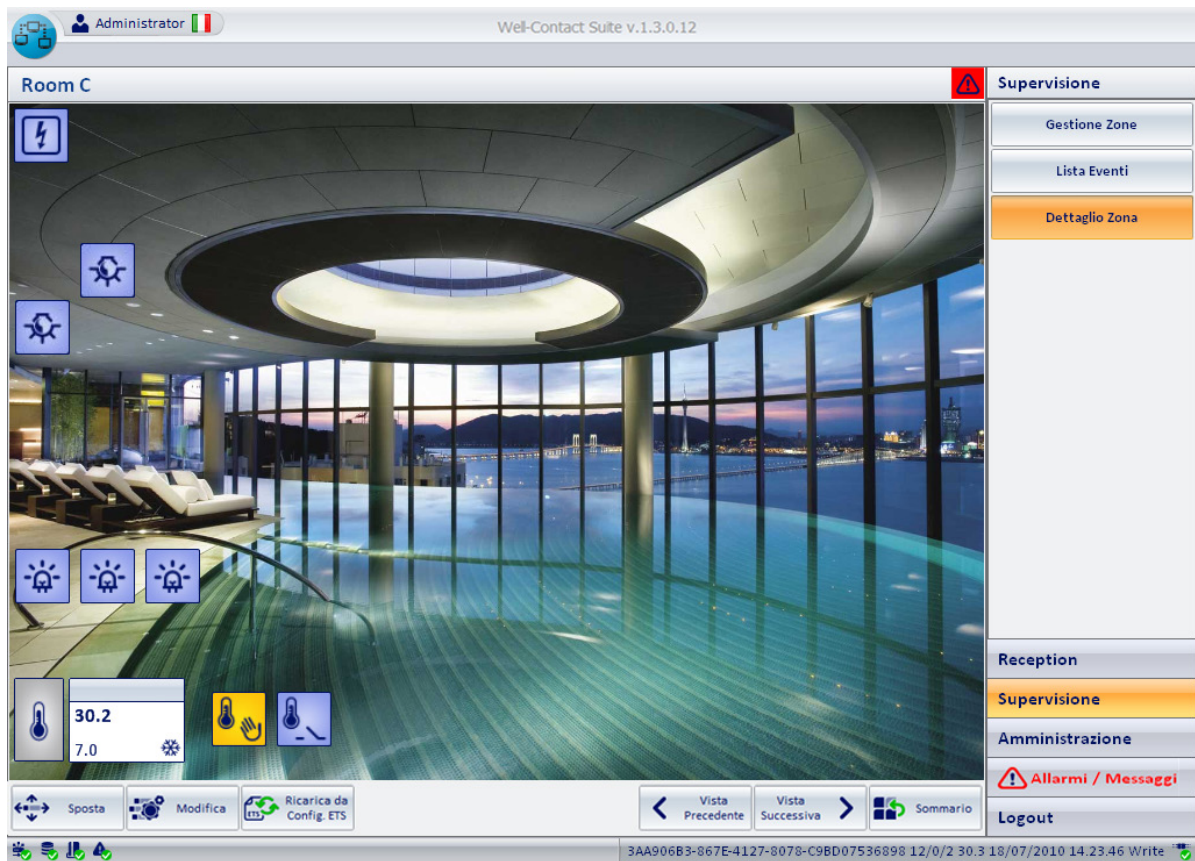 Administrator
Well-Contact Suite v.1.3.0.12
Room C
Supervisione
Gestione Zone
Lista Eventi
Dettaglio Zona
30.2
7.0
Reception
Supervisione
Amministrazione
Allarmi / Messaggi
Logout
Sposta
Modifica
Ricarica da
Config. ETS
ETS
Vista
Precedente
Vista
Successiva
Sommario
3AA906B3-867E-4127-8078-C9BD07536898 12/0/2 30.3 18/07/2010 14.23.46 Write